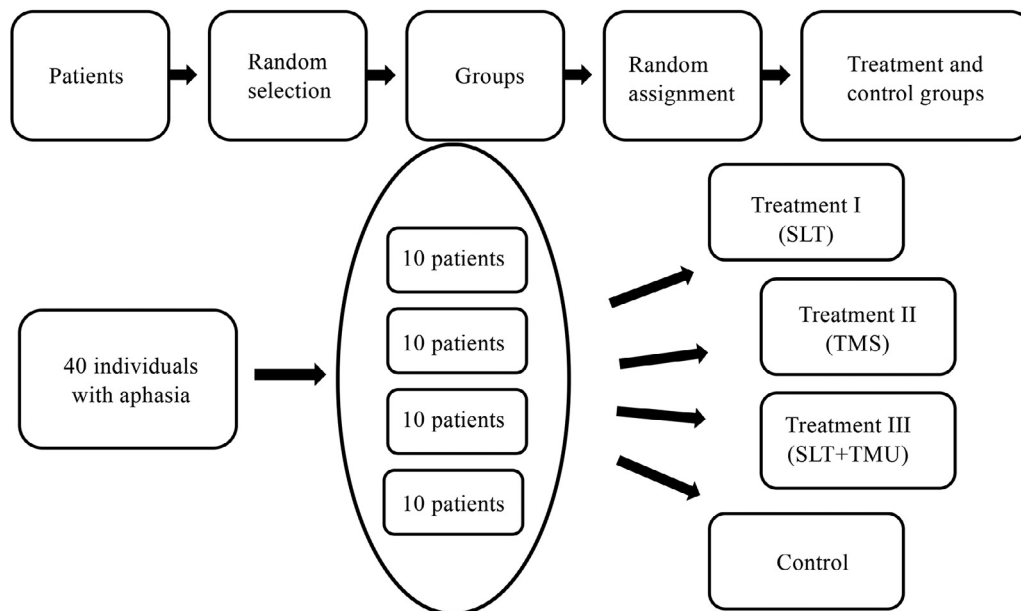 Patients
Random
selection
Groups
Random
assignment
Treatment and
control groups
40 individuals
with aphasia
10 patients
10 patients
10 patients
10 patients
Treatment I
(SLT)
Treatment II
(TMS)
Treatment III
(SLT+TMU)
Control